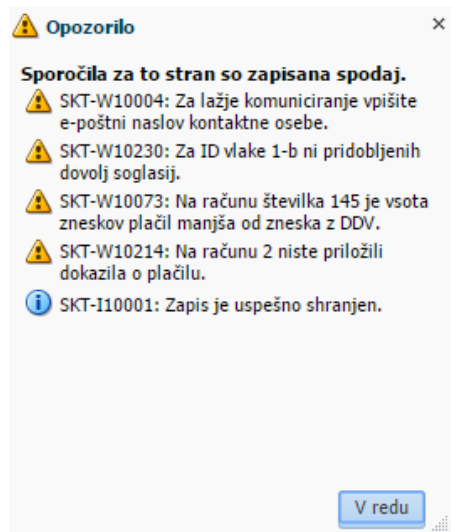 Opozorilo
Sporočila za to stran so zapisana spodaj.
SKT-W10004: Za lažje komuniciranje vpišite
e-poštni naslov kontaktne osebe.
SKT-W10230: Za ID vlake 1-b ni pridobljenih
dovolj soglasij.
SKT-W10073: Na računu številka 145 je vsota
zneskov plačil manjša od zneska z DDV.
SKT-W10214: Na računu 2 niste priložili
dokazila o plačilu.
SKT-I10001: Zapis je uspešno shranjen.
V redu